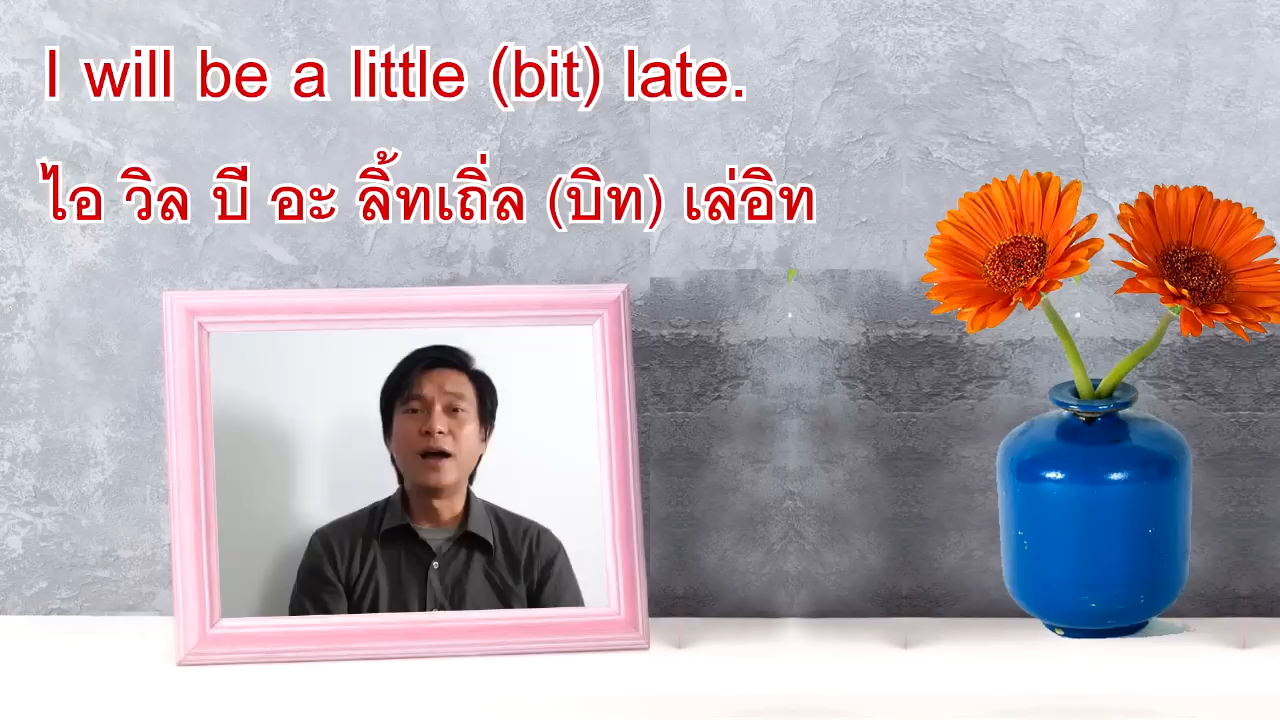 I will be a little (bit) late.
ไอ วิล บี อะ ลิ้ทเถิ่ล (บิท) เล่อิท